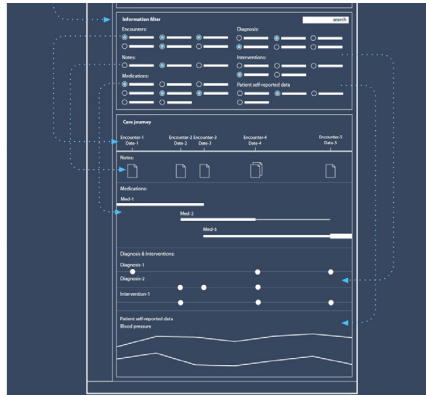 Information filter
search
Encounters:
Diagnosis:
Notes:
Interventions:
Medications:
Patient self-reported data
Care journey
Encounter-1 Encounter-2 Encounter-3 Encounter-4 Encounter-5
Date-1 Date-2 Date-3 Date-4 Date-5
Notes:
Medications:
Med-1
Med-2
Med-3
Diagnosis & Interventions:
Diagnosis-1
Diagnosis-2
Intervention-1
Patient self-reported data
Blood pressure